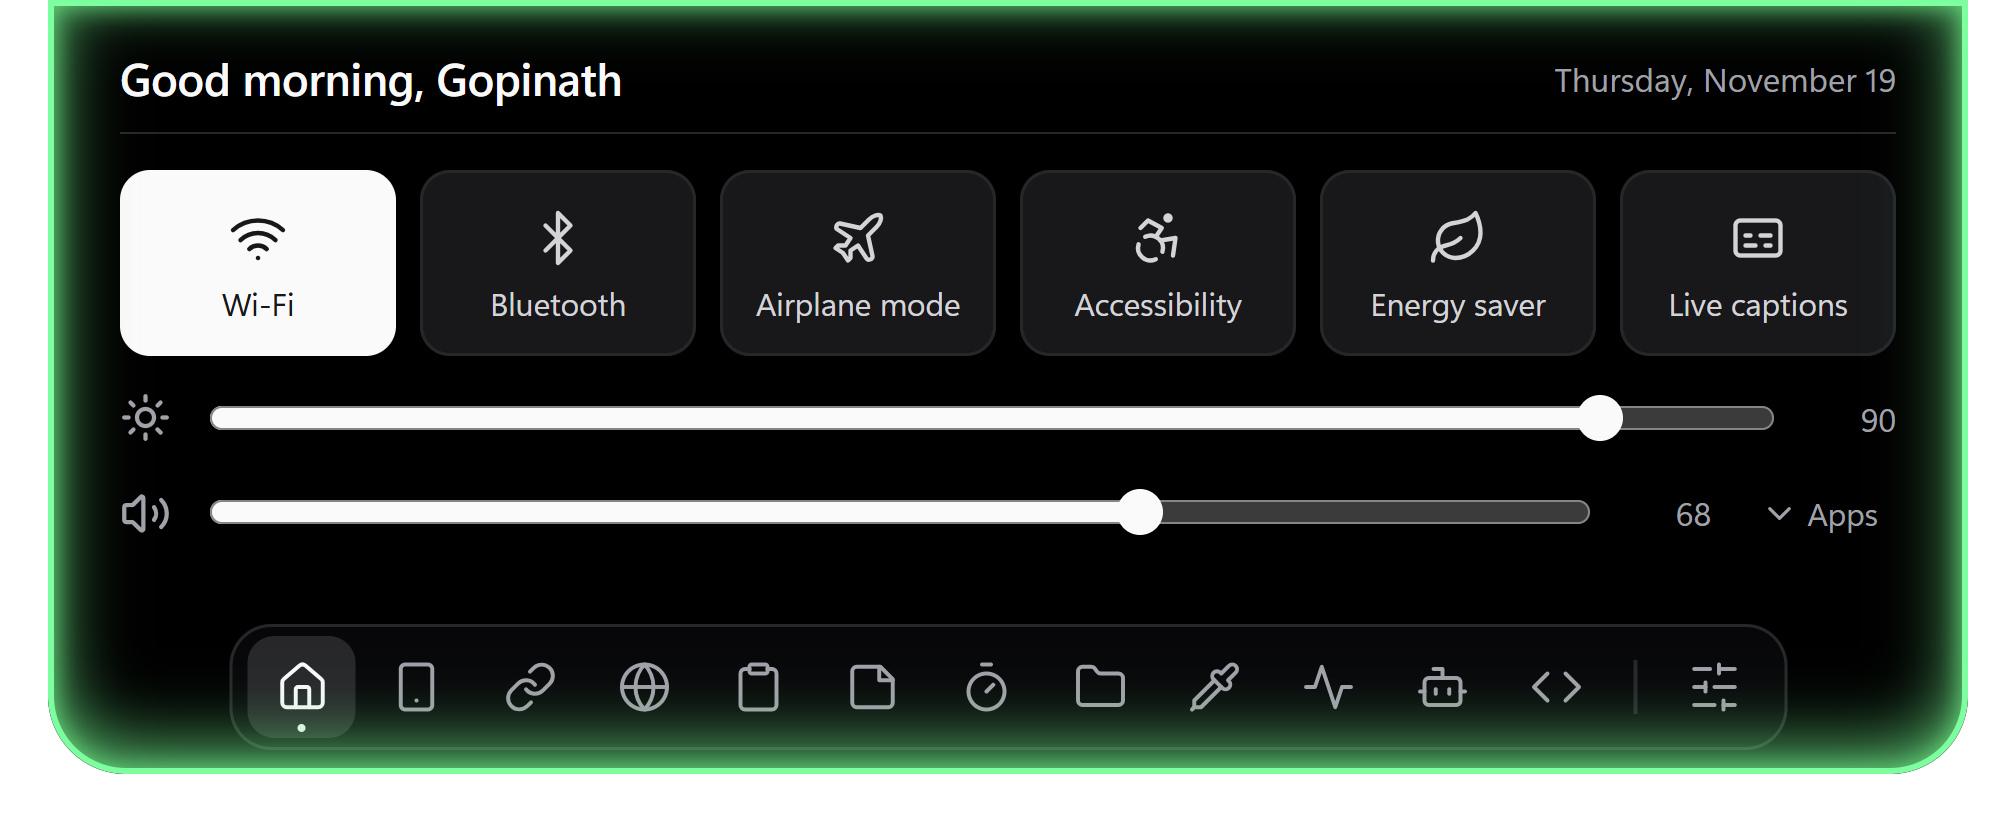 Good morning, Gopinath
Thursday, November 19
Wi-Fi
Bluetooth
Airplane mode
Accessibility
Energy saver
Live captions
90
68
Apps